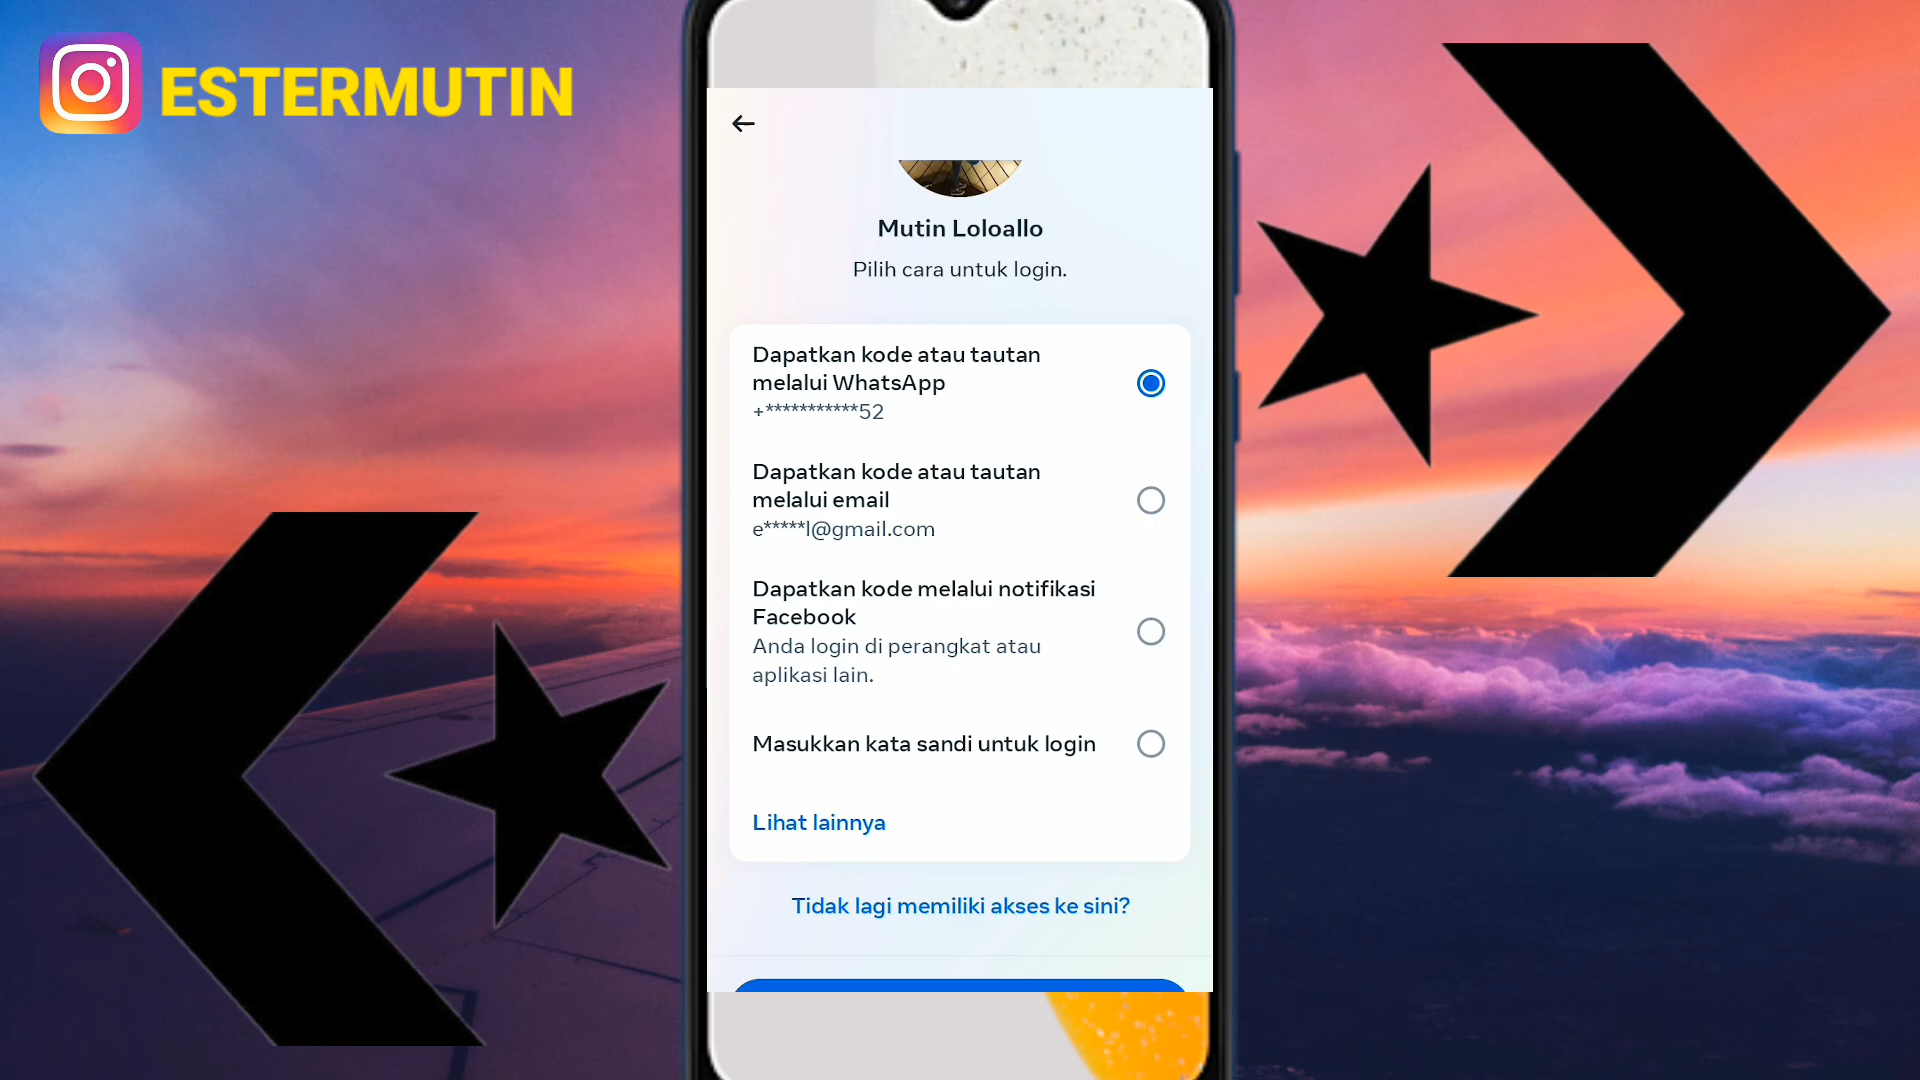 ESTERMUTIN
Mutin Loloallo
Pilih cara untuk login.
Dapatkan kode atau tautan
melalui WhatsApp
+***********52
Dapatkan kode atau tautan
melalui email
e*****l@gmail.com
Dapatkan kode melalui notifikasi
Facebook
Anda login di perangkat atau
aplikasi lain.
Masukkan kata sandi untuk login
Lihat lainnya
Tidak lagi memiliki akses ke sini?